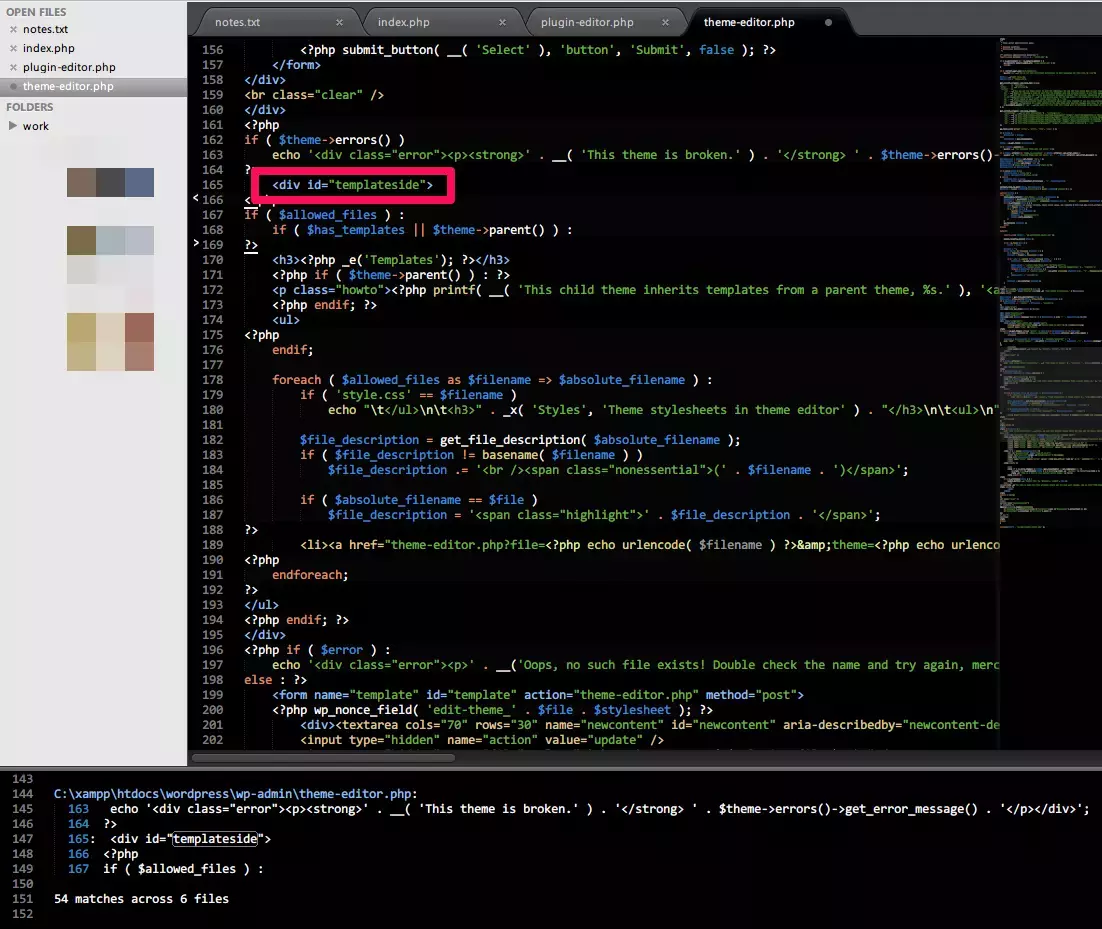 OPEN FILES
× notes.txt
× index.php
× plugin-editor.php
theme-editor.php
FOLDERS
work
notes.txt ×
index.php ×
plugin-editor.php ×
theme-editor.php
156 <?php submit_button( __( 'Select' ), 'button', 'Submit', false ); ?>
157 </form>
158 </div>
159 <br class="clear" />
160 </div>
161 <?php
162 if ( $theme->errors() )
163 echo '<div class="error"><p><strong>' . __( 'This theme is broken.' ) . '</strong> ' . $theme->errors()
164 ?
165 <div id="templateside">
166 <
167 if ( $allowed_files ) :
168 if ( $has_templates || $theme->parent() ) :
169 ?>
170 <h3><?php _e('Templates'); ?></h3>
171 <?php if ( $theme->parent() ) : ?>
172 <p class="howto"><?php printf( __( 'This child theme inherits templates from a parent theme, %s.' ), '<a
173 <?php endif; ?>
174 <ul>
175 <?php
176 endif;
177
178 foreach ( $allowed_files as $filename => $absolute_filename ) :
179 if ( 'style.css' == $filename )
180 echo "\t</ul>\n\t<h3>" . _x( 'Styles', 'Theme stylesheets in theme editor' ) . "</h3>\n\t<ul>\n"
181
182 $file_description = get_file_description( $absolute_filename );
183 if ( $file_description != basename( $filename ) )
184 $file_description .= '<br /><span class="nonessential">(' . $filename . ')</span>';
185
186 if ( $absolute_filename == $file )
187 $file_description = '<span class="highlight">' . $file_description . '</span>';
188 ?>
189 <li><a href="theme-editor.php?file=<?php echo urlencode( $filename ) ?>&amp;theme=<?php echo urlenco
190 <?php
191 endforeach;
192 ?>
193 </ul>
194 <?php endif; ?>
195 </div>
196 <?php if ( $error ) :
197 echo '<div class="error"><p>' . __('Oops, no such file exists! Double check the name and try again, merc
198 else : ?>
199 <form name="template" id="template" action="theme-editor.php" method="post">
200 <?php wp_nonce_field( 'edit-theme_' . $file . $stylesheet ); ?>
201 <div><textarea cols="70" rows="30" name="newcontent" id="newcontent" aria-describedby="newcontent-de
202 <input type="hidden" name="action" value="update" />
143
144 C:\xampp\htdocs\wordpress\wp-admin\theme-editor.php:
145 163 echo '<div class="error"><p><strong>' . __( 'This theme is broken.' ) . '</strong> ' . $theme->errors()->get_error_message() . '</p></div>';
146 164 ?>
147 165: <div id="templateside">
148 166 <?php
149 167 if ( $allowed_files ) :
150
151 54 matches across 6 files
152